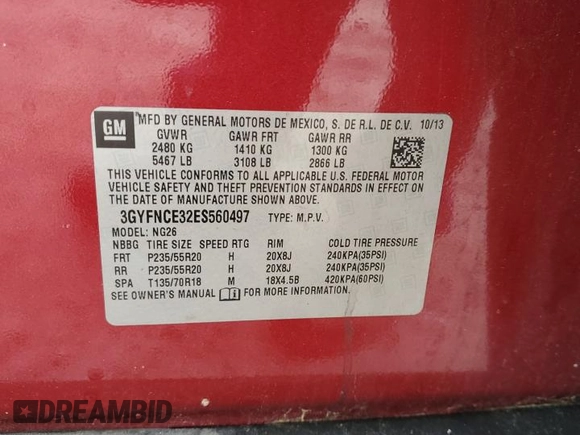 GM
MFD BY GENERAL MOTORS DE MEXICO, S. DE R.L. DE C.V. 10/13
GVWR GAWR FRT GAWR RR
2480 KG 1410 KG 1300 KG
5467 LB 3108 LB 2866 LB
THIS VEHICLE CONFORMS TO ALL APPLICABLE U.S. FEDERAL MOTOR
VEHICLE SAFETY AND THEFT PREVENTION STANDARDS IN EFFECT ON
THE DATE OF MANUFACTURE SHOWN ABOVE.
3GYFNCE32ES560497 TYPE: M.P.V.
MODEL: NG26
NBBG TIRE SIZE SPEED RTG RIM COLD TIRE PRESSURE
FRT P235/55R20 H 20X8J 240KPA(35PSI)
RR P235/55R20 H 20X8J 240KPA(35PSI)
SPA T135/70R18 M 18X4.5B 420KPA(60PSI)
SEE OWNER'S MANUAL FOR MORE INFORMATION.
DREAMBID